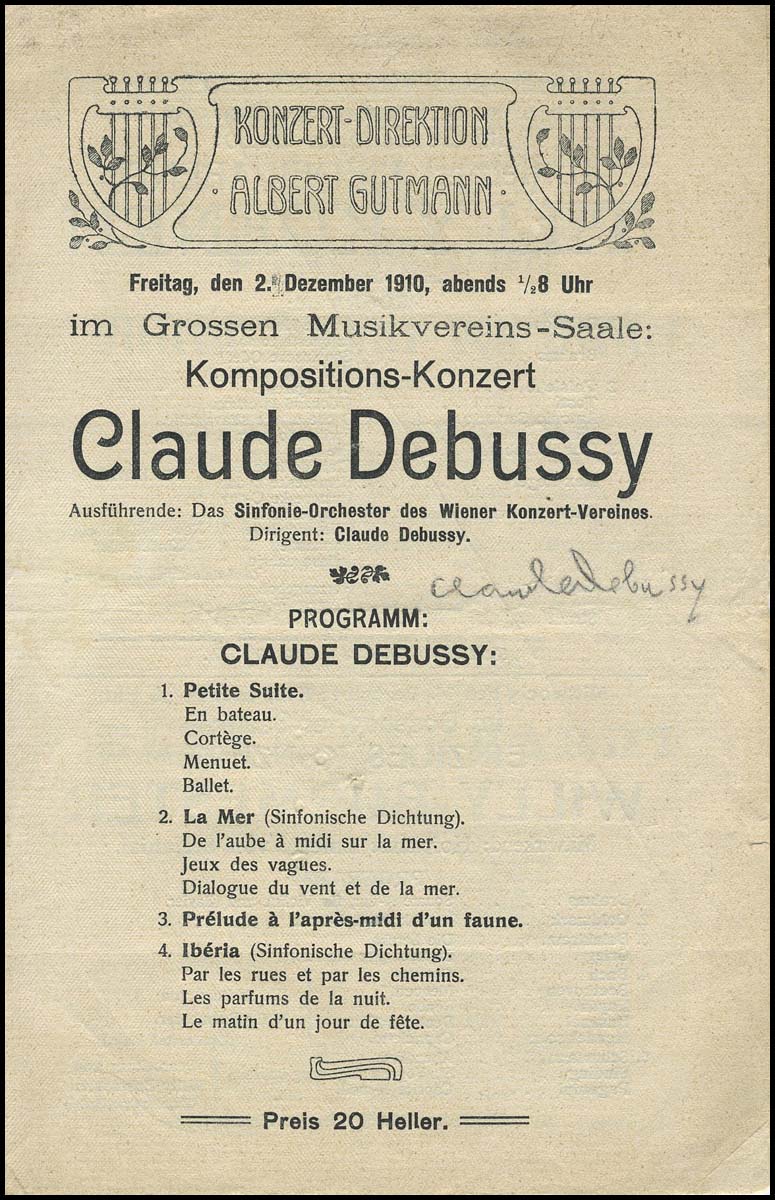 KONZERT-DIREKTION
· ALBERT GUTMANN ·
Freitag, den 2. Dezember 1910, abends ½8 Uhr
im Grossen Musikvereins-Saale:
Kompositions-Konzert
Claude Debussy
Ausführende: Das Sinfonie-Orchester des Wiener Konzert-Vereines.
Dirigent: Claude Debussy.
Claude Debussy
PROGRAMM:
CLAUDE DEBUSSY:
1. Petite Suite.
En bateau.
Cortège.
Menuet.
Ballet.
2. La Mer (Sinfonische Dichtung).
De l'aube à midi sur la mer.
Jeux des vagues.
Dialogue du vent et de la mer.
3. Prélude à l'après-midi d'un faune.
4. Ibéria (Sinfonische Dichtung).
Par les rues et par les chemins.
Les parfums de la nuit.
Le matin d'un jour de fête.
Preis 20 Heller.